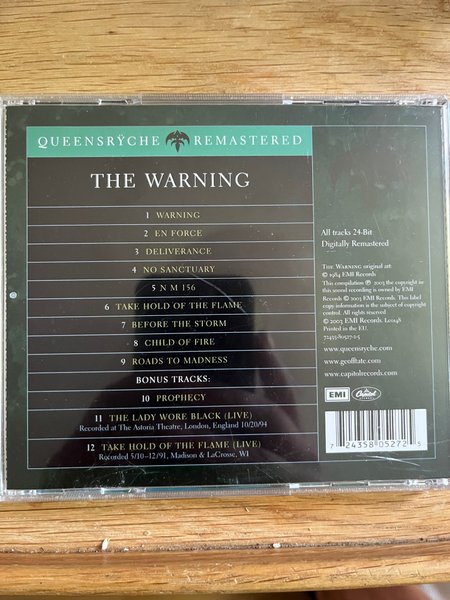 QUEENSRŸCHE REMASTERED
THE WARNING
1 WARNING
2 EN FORCE
3 DELIVERANCE
4 NO SANCTUARY
5 N M 156
6 TAKE HOLD OF THE FLAME
7 BEFORE THE STORM
8 CHILD OF FIRE
9 ROADS TO MADNESS
BONUS TRACKS:
10 PROPHECY
11 THE LADY WORE BLACK (LIVE)
Recorded at The Astoria Theatre, London, England 10/20/94
12 TAKE HOLD OF THE FLAME (LIVE)
Recorded 5/10–12/91, Madison & LaCrosse, WI
All tracks 24-Bit
Digitally Remastered
THE WARNING original art:
© 1984 EMI Records
This compilation ℗ 2003 the copyright in
this sound recording is owned by EMI
Records © 2003 EMI Records. This label
copy information is the subject of copyright
control. All rights reserved
© 2003 EMI Records. Printed in the EU.
www.queensryche.com
www.geofftate.com
www.capitolrecords.com
EMI
Capitol
7 24358 05272 5